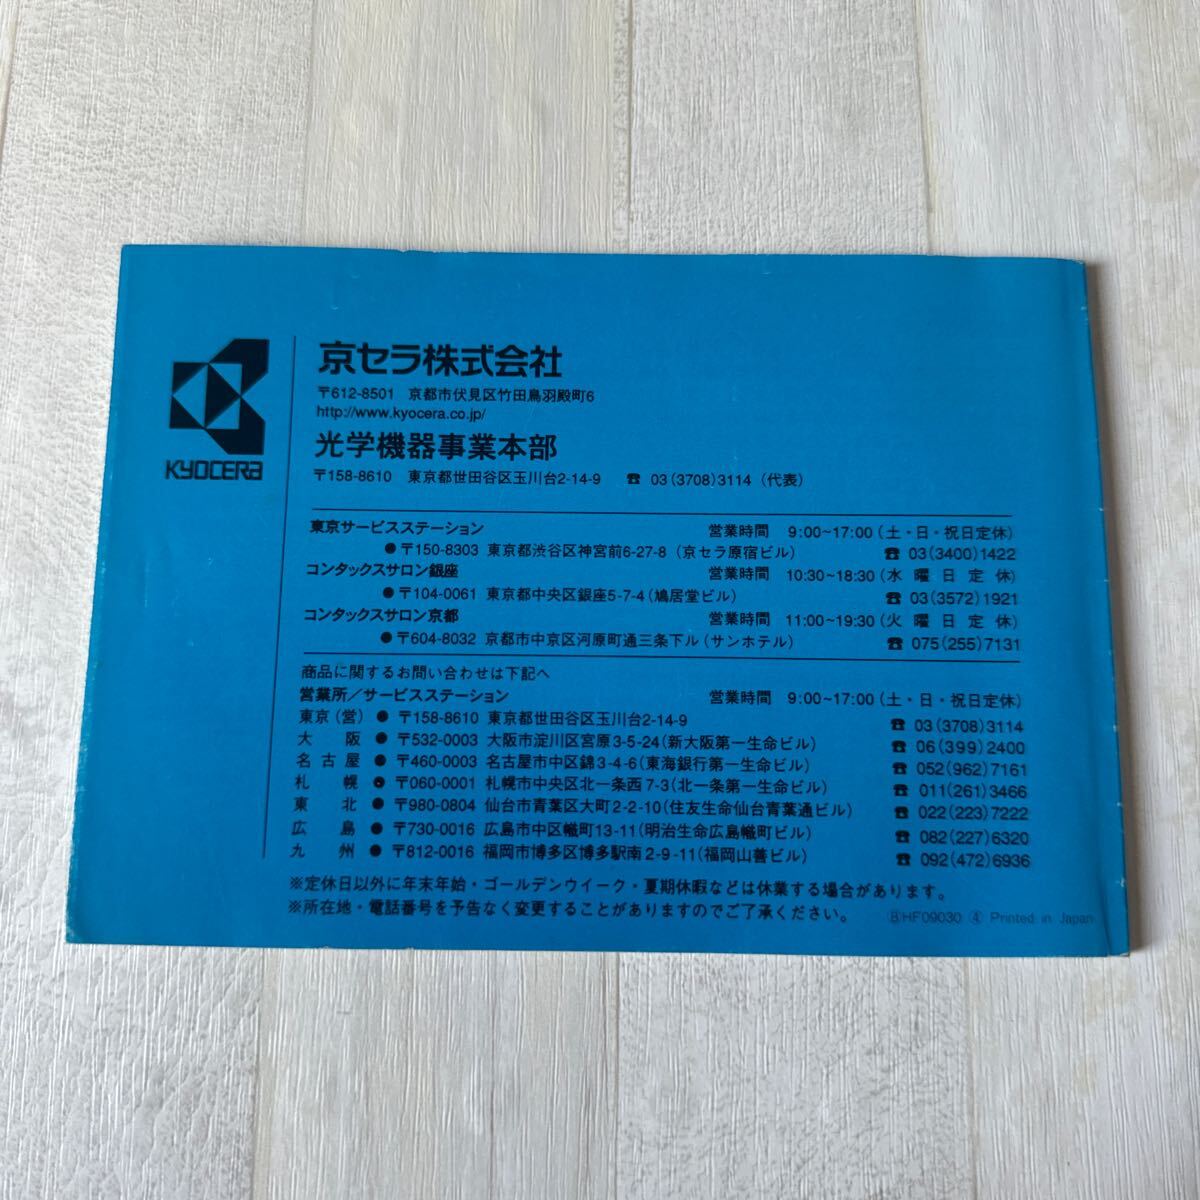 KYOCERA
京セラ株式会社
〒612-8501 京都市伏見区竹田鳥羽殿町6
http://www.kyocera.co.jp/
光学機器事業本部
〒158-8610 東京都世田谷区玉川台2-14-9 ☎ 03(3708)3114 (代表)
東京サービスステーション 営業時間 9:00~17:00(土・日・祝日定休)
●〒150-8303 東京都渋谷区神宮前6-27-8 (京セラ原宿ビル) ☎ 03(3400)1422
コンタックスサロン銀座 営業時間 10:30~18:30(水曜日定休)
●〒104-0061 東京都中央区銀座5-7-4(鳩居堂ビル) ☎ 03(3572)1921
コンタックスサロン京都 営業時間 11:00~19:30(火曜日定休)
●〒604-8032 京都市中京区河原町通三条下ル(サンホテル) ☎ 075(255)7131
商品に関するお問い合わせは下記へ
営業所/サービスステーション 営業時間 9:00~17:00(土・日・祝日定休)
東京(営) ● 〒158-8610 東京都世田谷区玉川台2-14-9 ☎ 03(3708)3114
大阪 ● 〒532-0003 大阪市淀川区宮原3-5-24(新大阪第一生命ビル) ☎ 06(399)2400
名古屋 ● 〒460-0003 名古屋市中区錦3-4-6(東海銀行第一生命ビル) ☎ 052(962)7161
札幌 ● 〒060-0001 札幌市中央区北一条西7-3(北一条第一生命ビル) ☎ 011(261)3466
東北 ● 〒980-0804 仙台市青葉区大町2-2-10(住友生命仙台青葉通ビル) ☎ 022(223)7222
広島 ● 〒730-0016 広島市中区幟町13-11(明治生命広島幟町ビル) ☎ 082(227)6320
九州 ● 〒812-0016 福岡市博多区博多駅南2-9-11(福岡山善ビル) ☎ 092(472)6936
※定休日以外に年末年始・ゴールデンウイーク・夏期休暇などは休業する場合があります。
※所在地・電話番号を予告なく変更することがありますのでご了承ください。 ⒷHF09030 ④ Printed in Japan